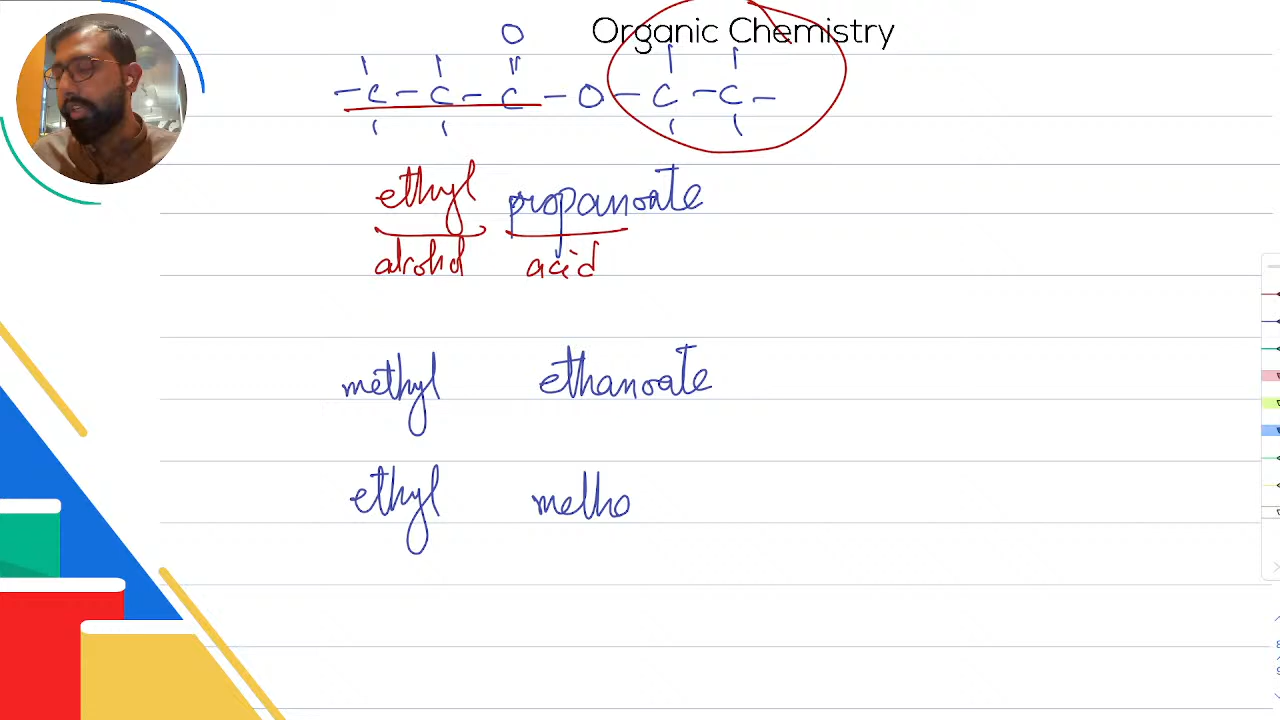 Organic Chemistry
O
- C - C - C - O - C - C -
ethyl propanoate
alcohol acid
methyl ethanoate
ethyl metho